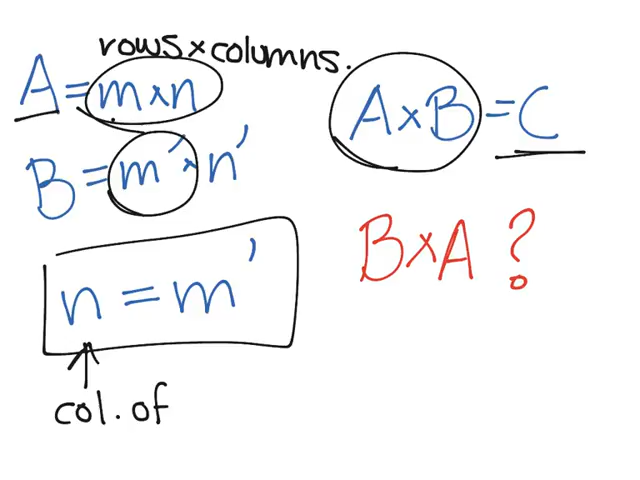 rows×columns.
A=m×n
A×B=C
B=m'×n'
B×A ?
n=m'
col. of